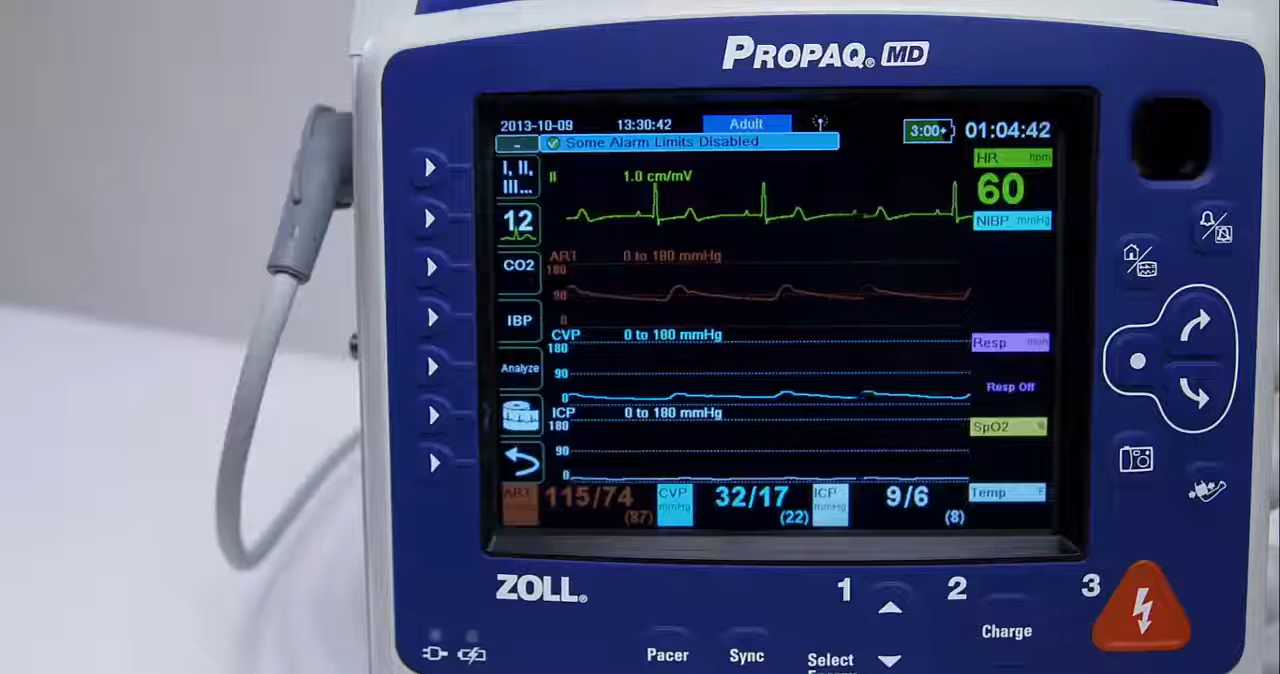 PROPAQ® MD
2013-10-09 13:30:42 Adult 3:00+ 01:04:42
- Some Alarm Limits Disabled
I, II, III...
II 1.0 cm/mV
HR bpm
60
12
NIBP mmHg
CO2
ART 0 to 180 mmHg
180
90
0
IBP
CVP 0 to 180 mmHg
180
90
0
Resp
Analyze
Resp Off
ICP 0 to 180 mmHg
180
90
0
SpO2 %
ART 115/74 (87)
CVP mmHg 32/17 (22)
ICP mmHg 9/6 (8)
Temp F
ZOLL®
1 2 3
Pacer Sync Select Charge